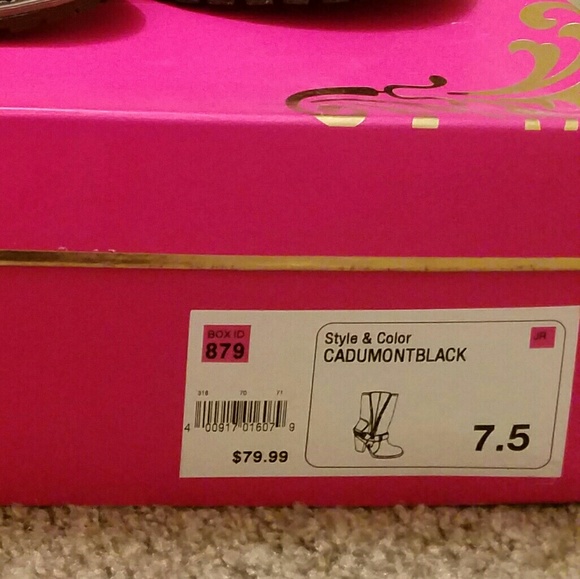 BOX ID
879
JR
Style & Color
CADUMONTBLACK
318 70 71
4 00917 01607 9
$79.99
7.5